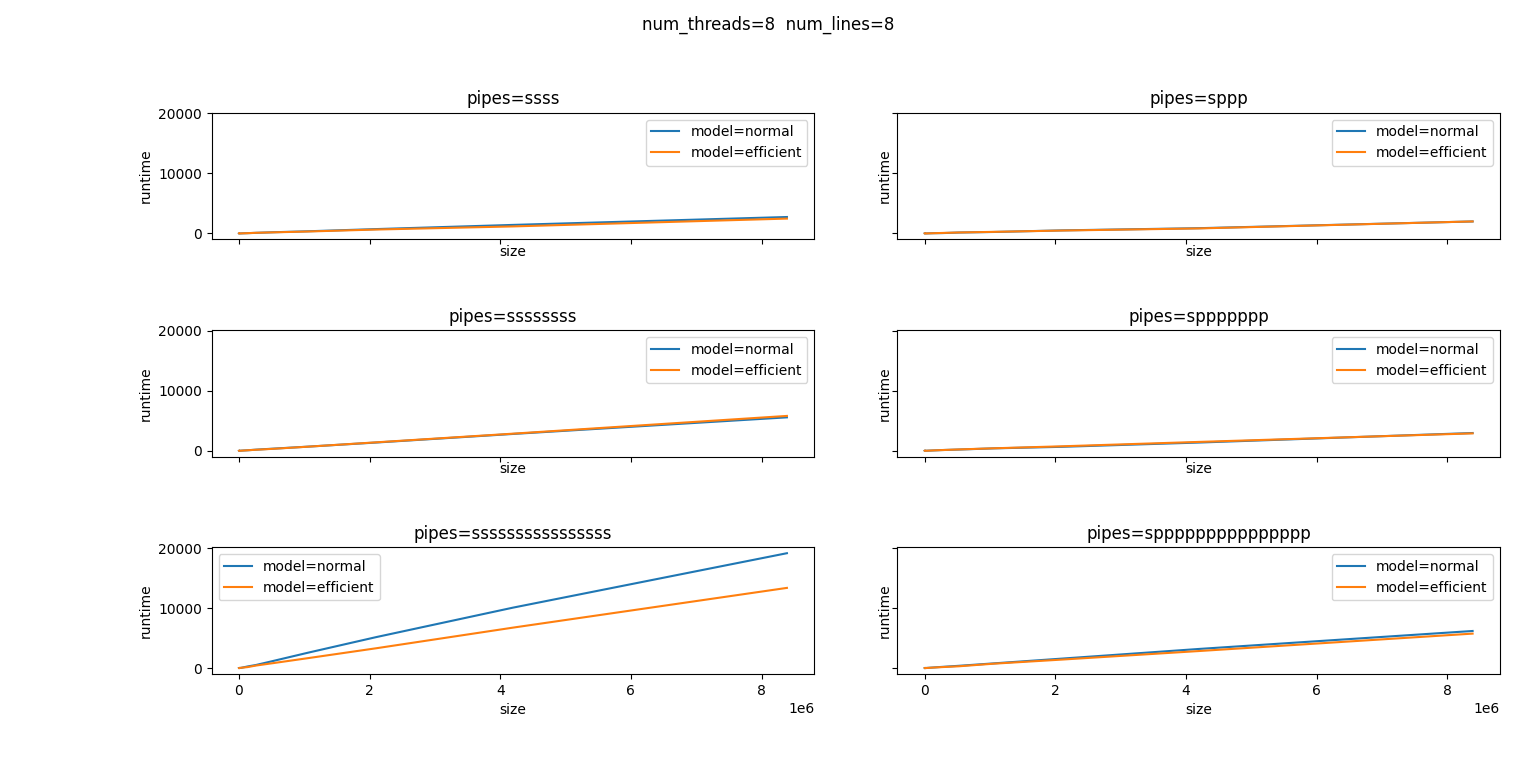 num_threads=8  num_lines=8
pipes=ssss
20000
10000
0
runtime
size
model=normal
model=efficient
pipes=sppp
runtime
size
model=normal
model=efficient
pipes=ssssssss
20000
10000
0
runtime
size
model=normal
model=efficient
pipes=sppppppp
runtime
size
model=normal
model=efficient
pipes=ssssssssssssssss
20000
10000
0
runtime
model=normal
model=efficient
0 2 4 6 8
size
1e6
pipes=sppppppppppppppp
runtime
model=normal
model=efficient
0 2 4 6 8
size
1e6